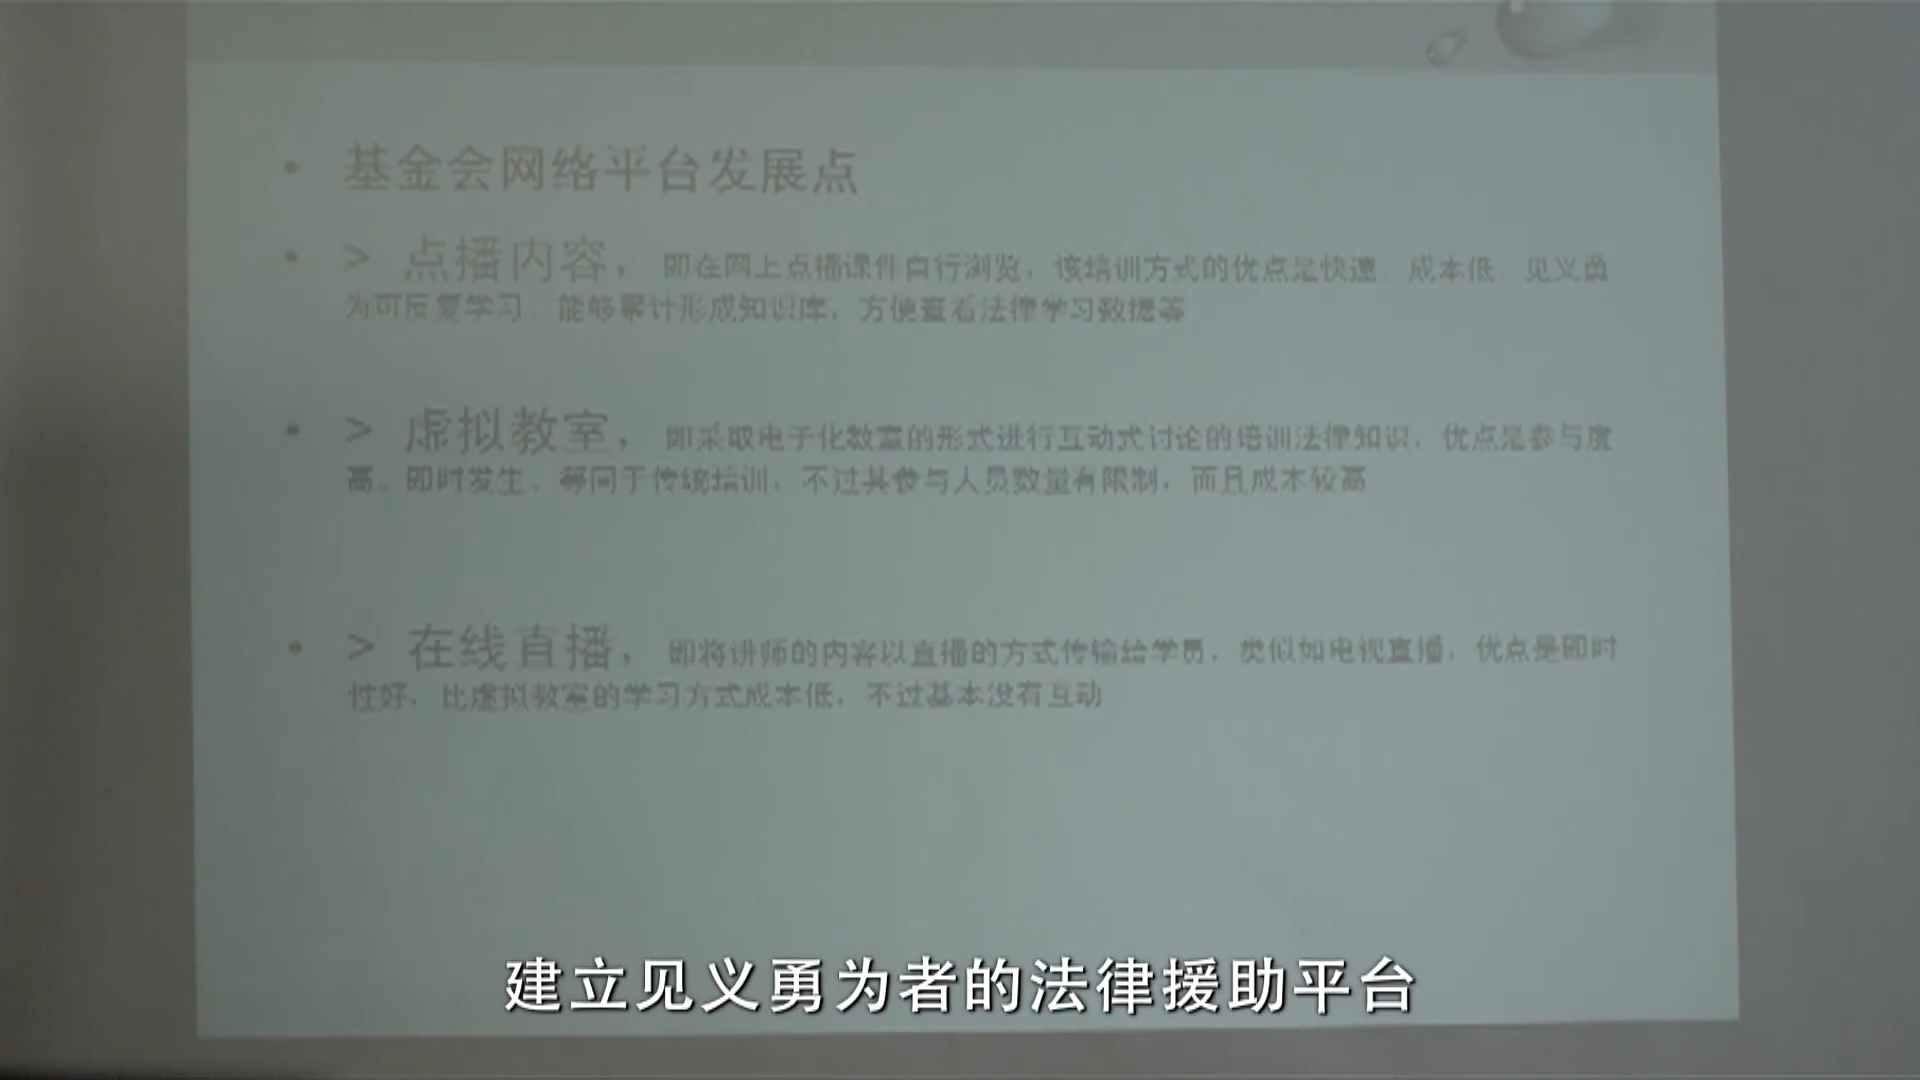 • 基金会网络平台发展点
• > 点播内容，即在网上点播课件自行浏览，该培训方式的优点是快速、成本低、见义勇
为可反复学习、能够累计形成知识库，方便查看法律学习数据等
• > 虚拟教室，即采取电子化教室的形式进行互动式讨论的培训法律知识，优点是参与度
高、即时发生、等同于传统培训，不过其参与人员数量有限制，而且成本较高
• > 在线直播，即将讲师的内容以直播的方式传输给学员，类似如电视直播，优点是即时
性好，比虚拟教室的学习方式成本低，不过基本没有互动
建立见义勇为者的法律援助平台